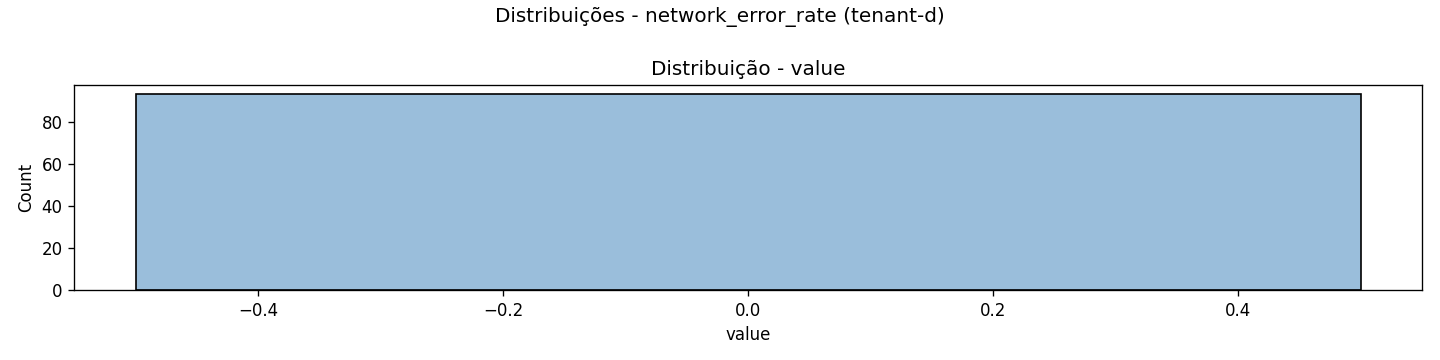 Distribuições - network_error_rate (tenant-d)
Distribuição - value
80
60
40
20
0
Count
−0.4
−0.2
0.0
0.2
0.4
value